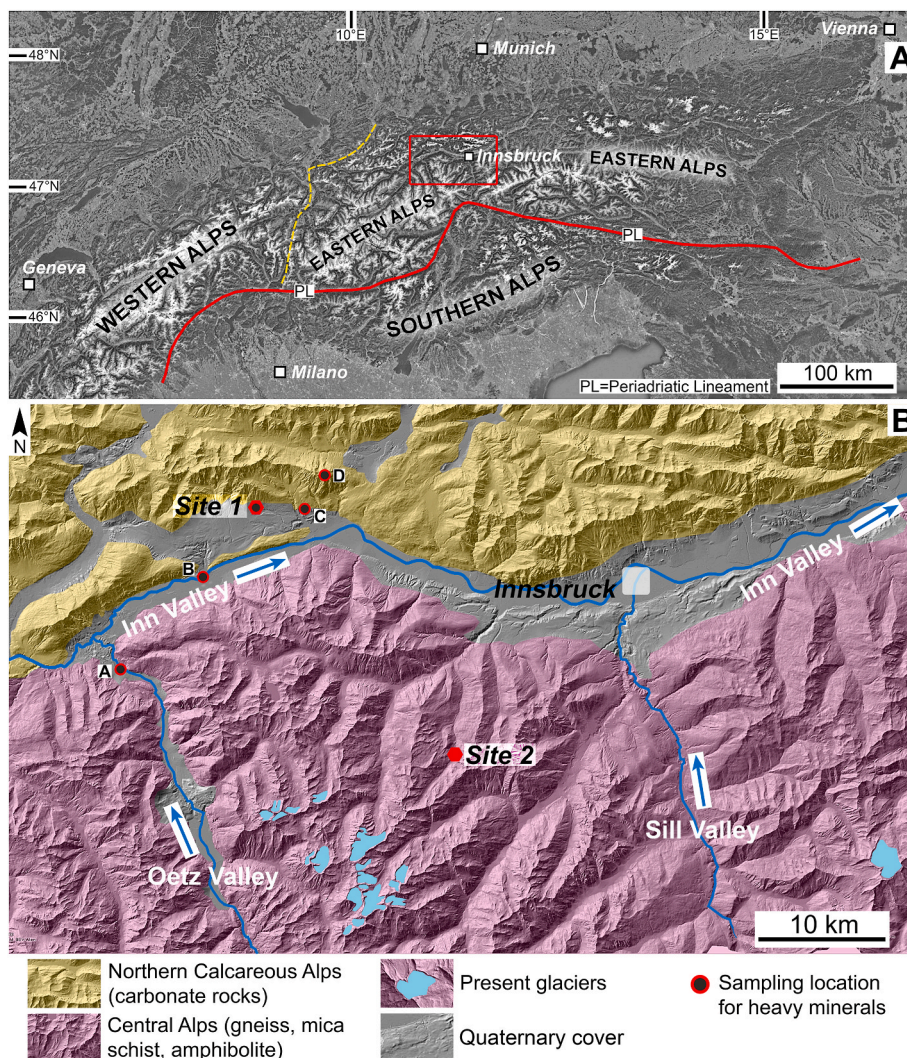 10°E
15°E
Vienna
48°N
Munich
A
Innsbruck
EASTERN ALPS
47°N
EASTERN ALPS
WESTERN ALPS
PL
Geneva
PL
SOUTHERN ALPS
46°N
Milano
PL=Periadriatic Lineament
100 km
N
B
D
Site 1
C
B
Inn Valley
Inn Valley
Innsbruck
A
Site 2
Sill Valley
Oetz Valley
10 km
Northern Calcareous Alps
(carbonate rocks)
Central Alps (gneiss, mica
schist, amphibolite)
Present glaciers
Quaternary cover
Sampling location
for heavy minerals